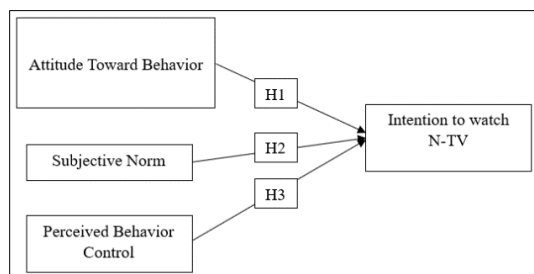 Attitude Toward Behavior
H1
Intention to watch
N-TV
H2
Subjective Norm
H3
Perceived Behavior
Control